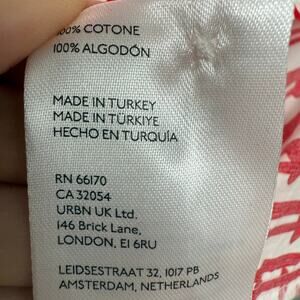 100% COTONE
100% ALGODÓN
MADE IN TURKEY
MADE IN TÜRKIYE
HECHO EN TURQUÍA
RN 66170
CA 32054
URBN UK Ltd.
146 Brick Lane,
LONDON, E1 6RU
LEIDSESTRAAT 32, 1017 PB
AMSTERDAM, NETHERLANDS